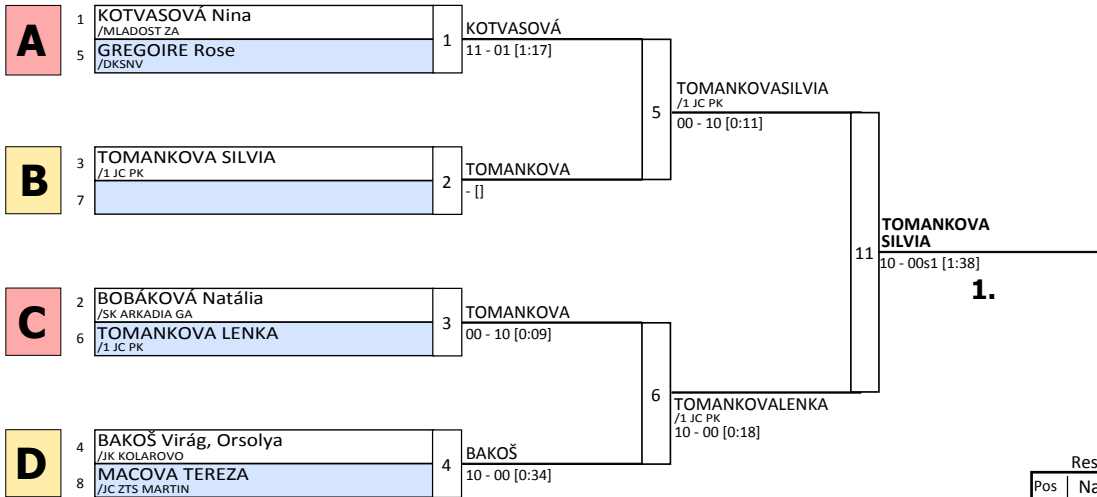 A
1 KOTVASOVÁ Nina
/MLADOST ZA
5 GREGOIRE Rose
/DKSNV
1
KOTVASOVÁ
11 - 01 [1:17]
B
3 TOMANKOVA SILVIA
/1 JC PK
7
2
TOMANKOVA
- []
5
TOMANKOVASILVIA
/1 JC PK
00 - 10 [0:11]
C
2 BOBÁKOVÁ Natália
/SK ARKADIA GA
6 TOMANKOVA LENKA
/1 JC PK
3
TOMANKOVA
00 - 10 [0:09]
D
4 BAKOŠ Virág, Orsolya
/JK KOLAROVO
8 MACOVA TEREZA
/JC ZTS MARTIN
4
BAKOŠ
10 - 00 [0:34]
6
TOMANKOVALENKA
/1 JC PK
10 - 00 [0:18]
11
TOMANKOVA
SILVIA
10 - 00s1 [1:38]
1.
Res
Pos Na